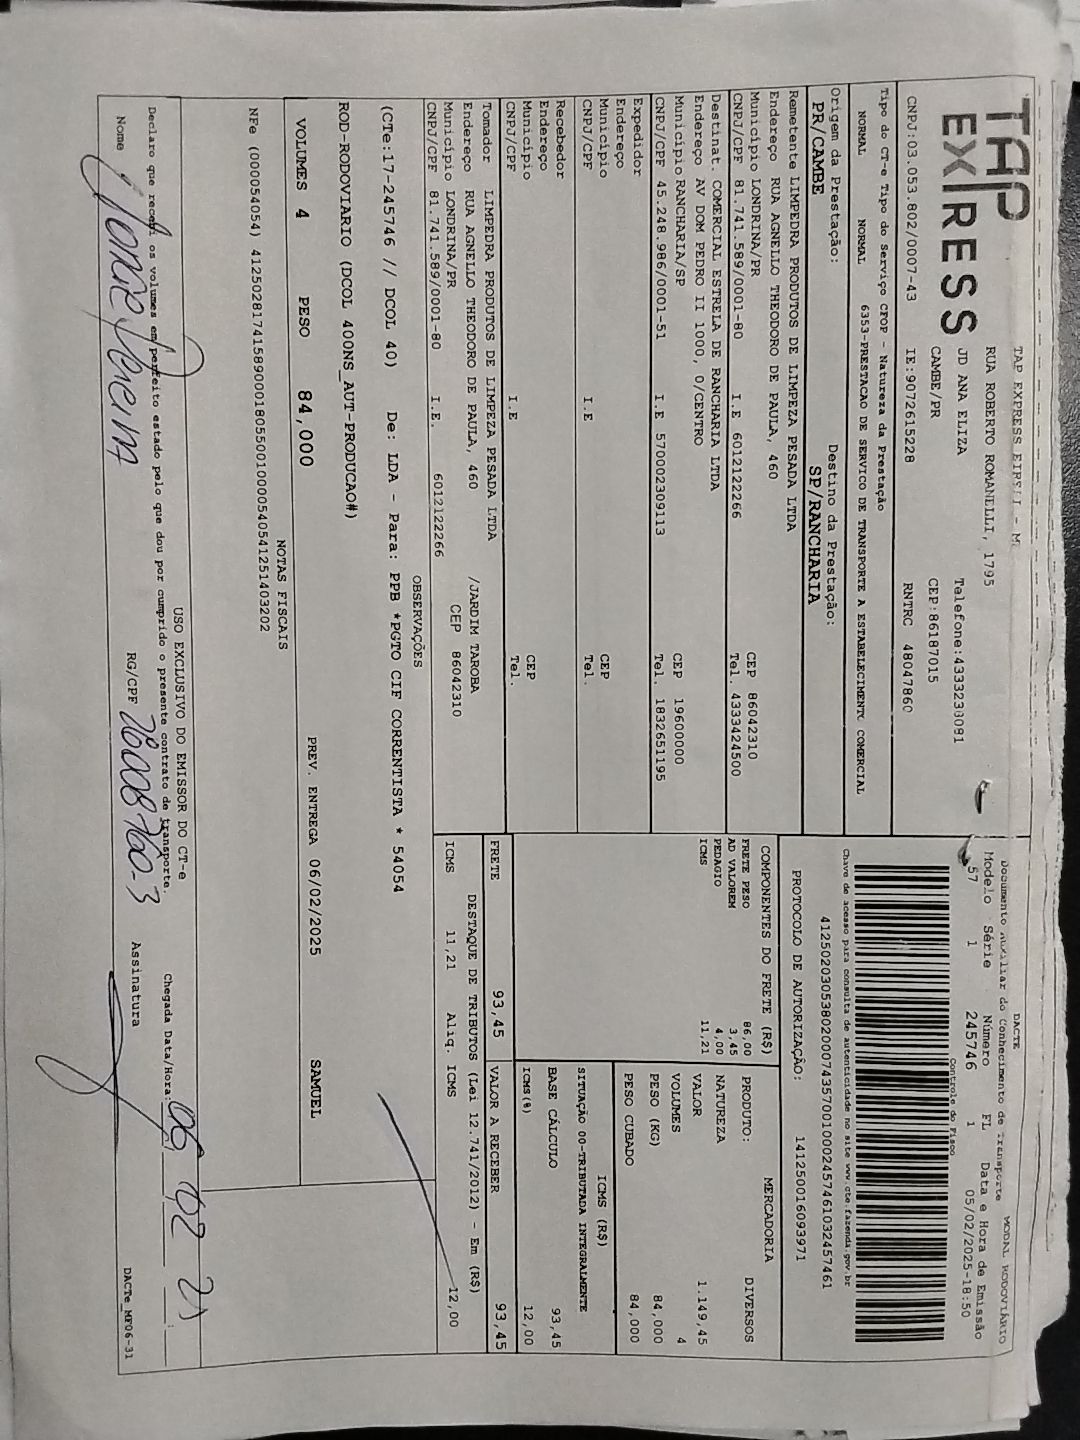 TAP EXPRESS
TAP EXPRESS EIRELI - M
RUA ROBERTO ROMANELLI, 1795
JD ANA ELIZA Telefone:4333230081
CAMBE/PR CEP:86187015
CNPJ:03.053.802/0007-43 IE:9072615228 RNTRC 48047860
DACTE
Documento Auxiliar do Conhecimento de Transporte MODAL RODOVIÁRIO
Modelo Série Número FL Data e Hora de Emissão
57 1 245746 1 05/02/2025-18:50
Controle do Fisco
Chave de acesso para consulta de autenticidade no site www.cte.fazenda.gov.br
41250203053802000743570010002457461032457461
PROTOCOLO DE AUTORIZAÇÃO: 141250016093971
Tipo do CT-e Tipo do Serviço CFOP - Natureza da Prestação
NORMAL NORMAL 6353-PRESTACAO DE SERVICO DE TRANSPORTE A ESTABELECIMENTO COMERCIAL
Origem da Prestação: Destino da Prestação:
PR/CAMBE SP/RANCHARIA
Remetente LIMPEDRA PRODUTOS DE LIMPEZA PESADA LTDA
Endereço RUA AGNELLO THEODORO DE PAULA, 460
Município LONDRINA/PR CEP 86042310
CNPJ/CPF 81.741.589/0001-80 I.E 6012122266 Tel. 4333424500
Destinat. COMERCIAL ESTRELA DE RANCHARIA LTDA
Endereço AV DOM PEDRO II 1000, 0/CENTRO
Município RANCHARIA/SP CEP 19600000
CNPJ/CPF 45.248.986/0001-51 I.E 570002309113 Tel. 1832651195
Expedidor
Endereço
Município CEP
CNPJ/CPF I.E Tel.
Recebedor
Endereço
Município CEP
CNPJ/CPF I.E Tel.
Tomador LIMPEDRA PRODUTOS DE LIMPEZA PESADA LTDA
Endereço RUA AGNELLO THEODORO DE PAULA, 460 /JARDIM TAROBA
Município LONDRINA/PR CEP 86042310
CNPJ/CPF 81.741.589/0001-80 I.E. 6012122266
COMPONENTES DO FRETE (R$)
FRETE PESO 86,00
AD VALOREM 3,45
PEDAGIO 4,00
ICMS 11,21
MERCADORIA
PRODUTO: DIVERSOS
NATUREZA
VALOR 1.149,45
VOLUMES 4
PESO (KG) 84,000
PESO CUBADO 84,000
ICMS (R$)
SITUAÇÃO 00-TRIBUTADA INTEGRALMENTE
BASE CÁLCULO 93,45
ICMS(%) 12,00
FRETE 93,45 VALOR A RECEBER 93,45
DESTAQUE DE TRIBUTOS (Lei 12.741/2012) - Em (R$)
ICMS 11,21 Aliq. ICMS 12,00
OBSERVAÇÕES
(CTe:17-245746 // DCOL 40) De: LDA - Para: PPB *PGTO CIF CORRENTISTA * 54054
ROD-RODOVIARIO (DCOL 400NS_AUT-PRODUCAO#)
VOLUMES 4 PESO 84,000 PREV. ENTREGA 06/02/2025 SAMUEL
NOTAS FISCAIS
NFe (000054054) 41250281741589000180550010000540541251403202
USO EXCLUSIVO DO EMISSOR DO CT-e
Declaro que recebi os volumes em perfeito estado pelo que dou por cumprido o presente contrato de transporte.
Chegada Data/Hora: 06 02 25
Nome RG/CPF 26008760-3 Assinatura
DACTe_MF06-31